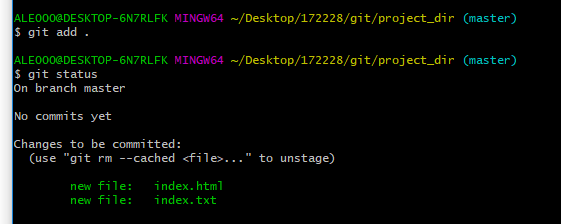 ALEOOO@DESKTOP-6N7RLFK MINGW64 ~/Desktop/172228/git/project_dir (master)
$ git add .
ALEOOO@DESKTOP-6N7RLFK MINGW64 ~/Desktop/172228/git/project_dir (master)
$ git status
On branch master
No commits yet
Changes to be committed:
(use "git rm --cached <file>..." to unstage)
new file: index.html
new file: index.txt